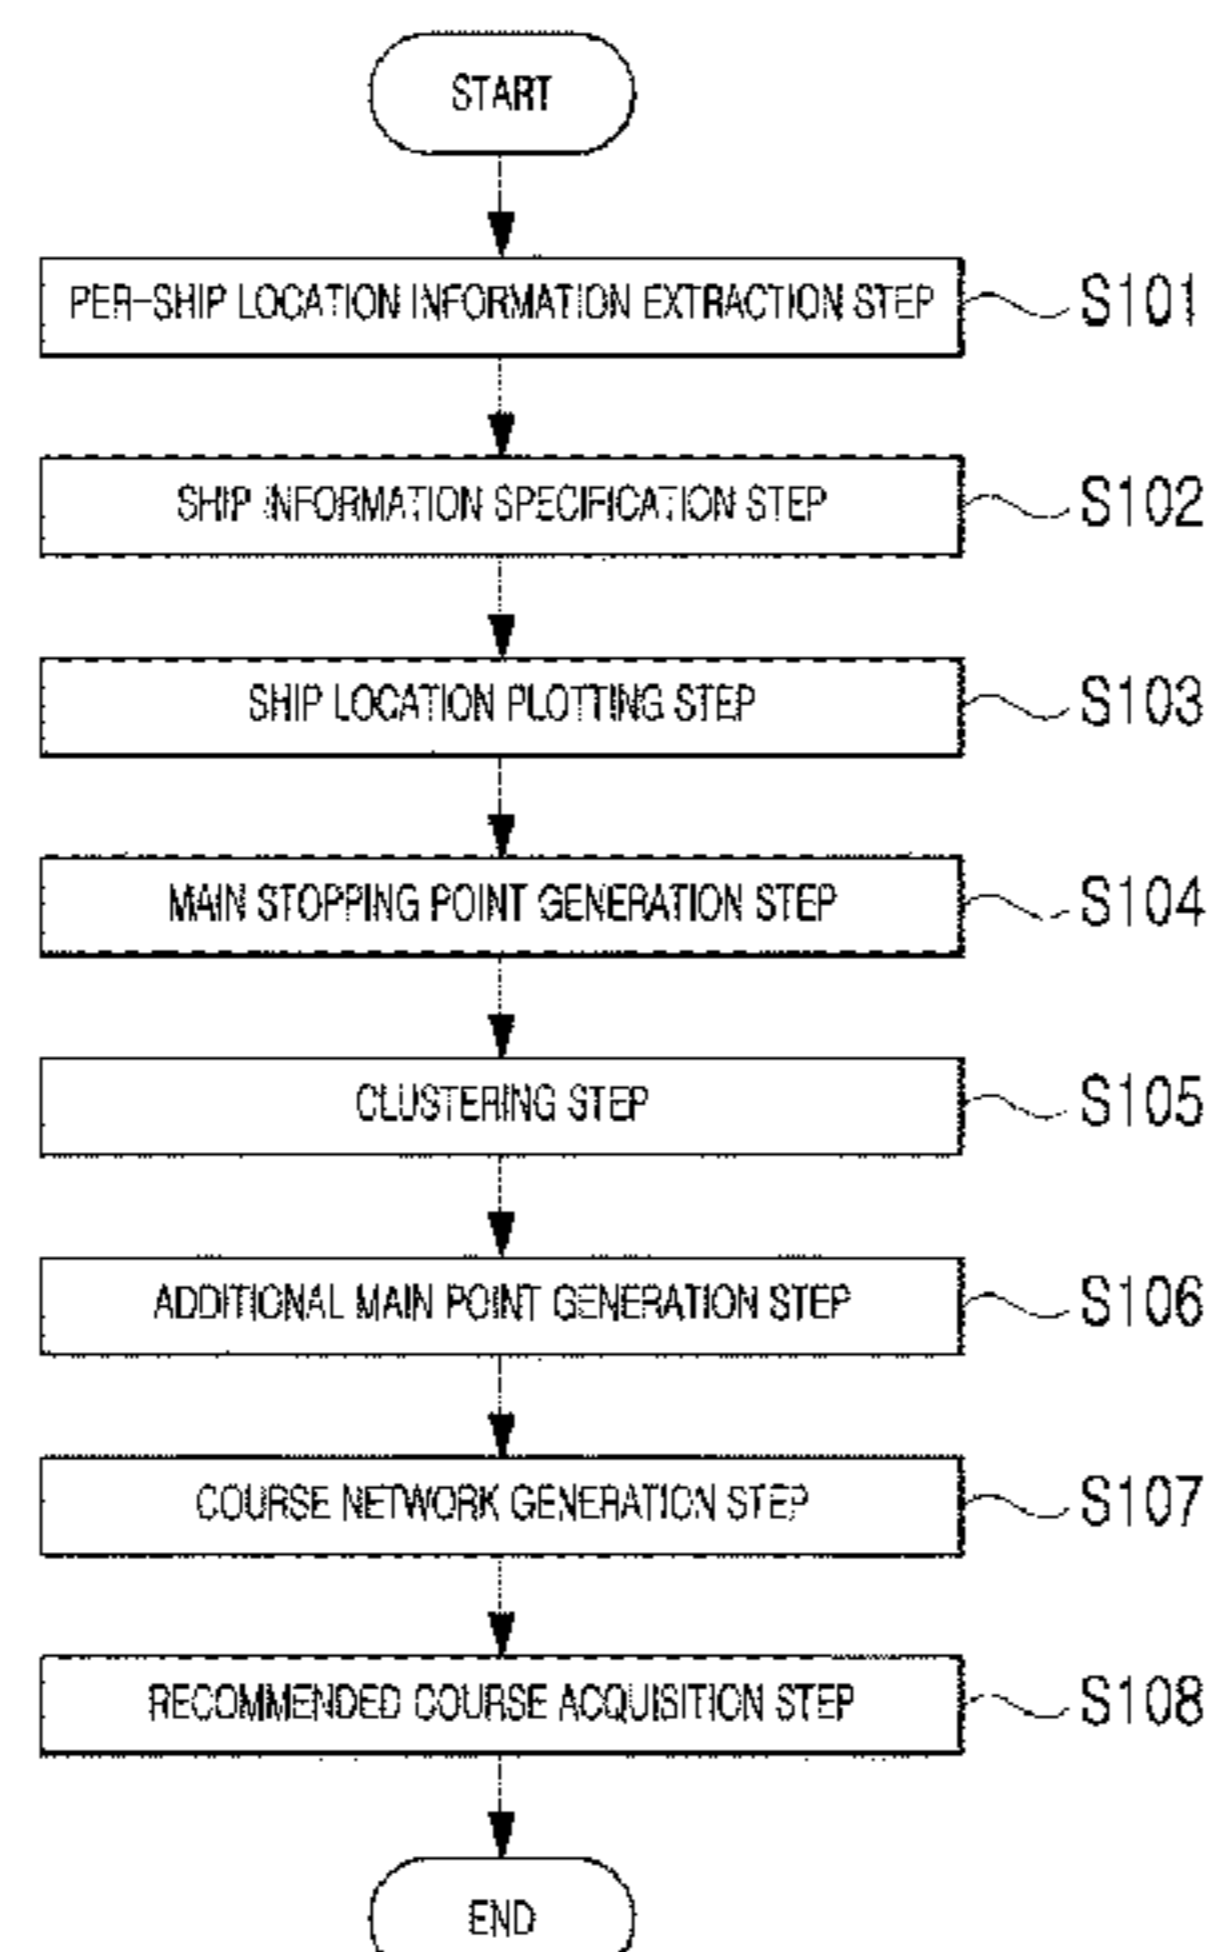 START
PER-SHIP LOCATION INFORMATION EXTRACTION STEP
S101
SHIP INFORMATION SPECIFICATION STEP
S102
SHIP LOCATION PLOTTING STEP
S103
MAIN STOPPING POINT GENERATION STEP
S104
CLUSTERING STEP
S105
ADDITIONAL MAIN POINT GENERATION STEP
S106
COURSE NETWORK GENERATION STEP
S107
RECOMMENDED COURSE ACQUISITION STEP
S108
END